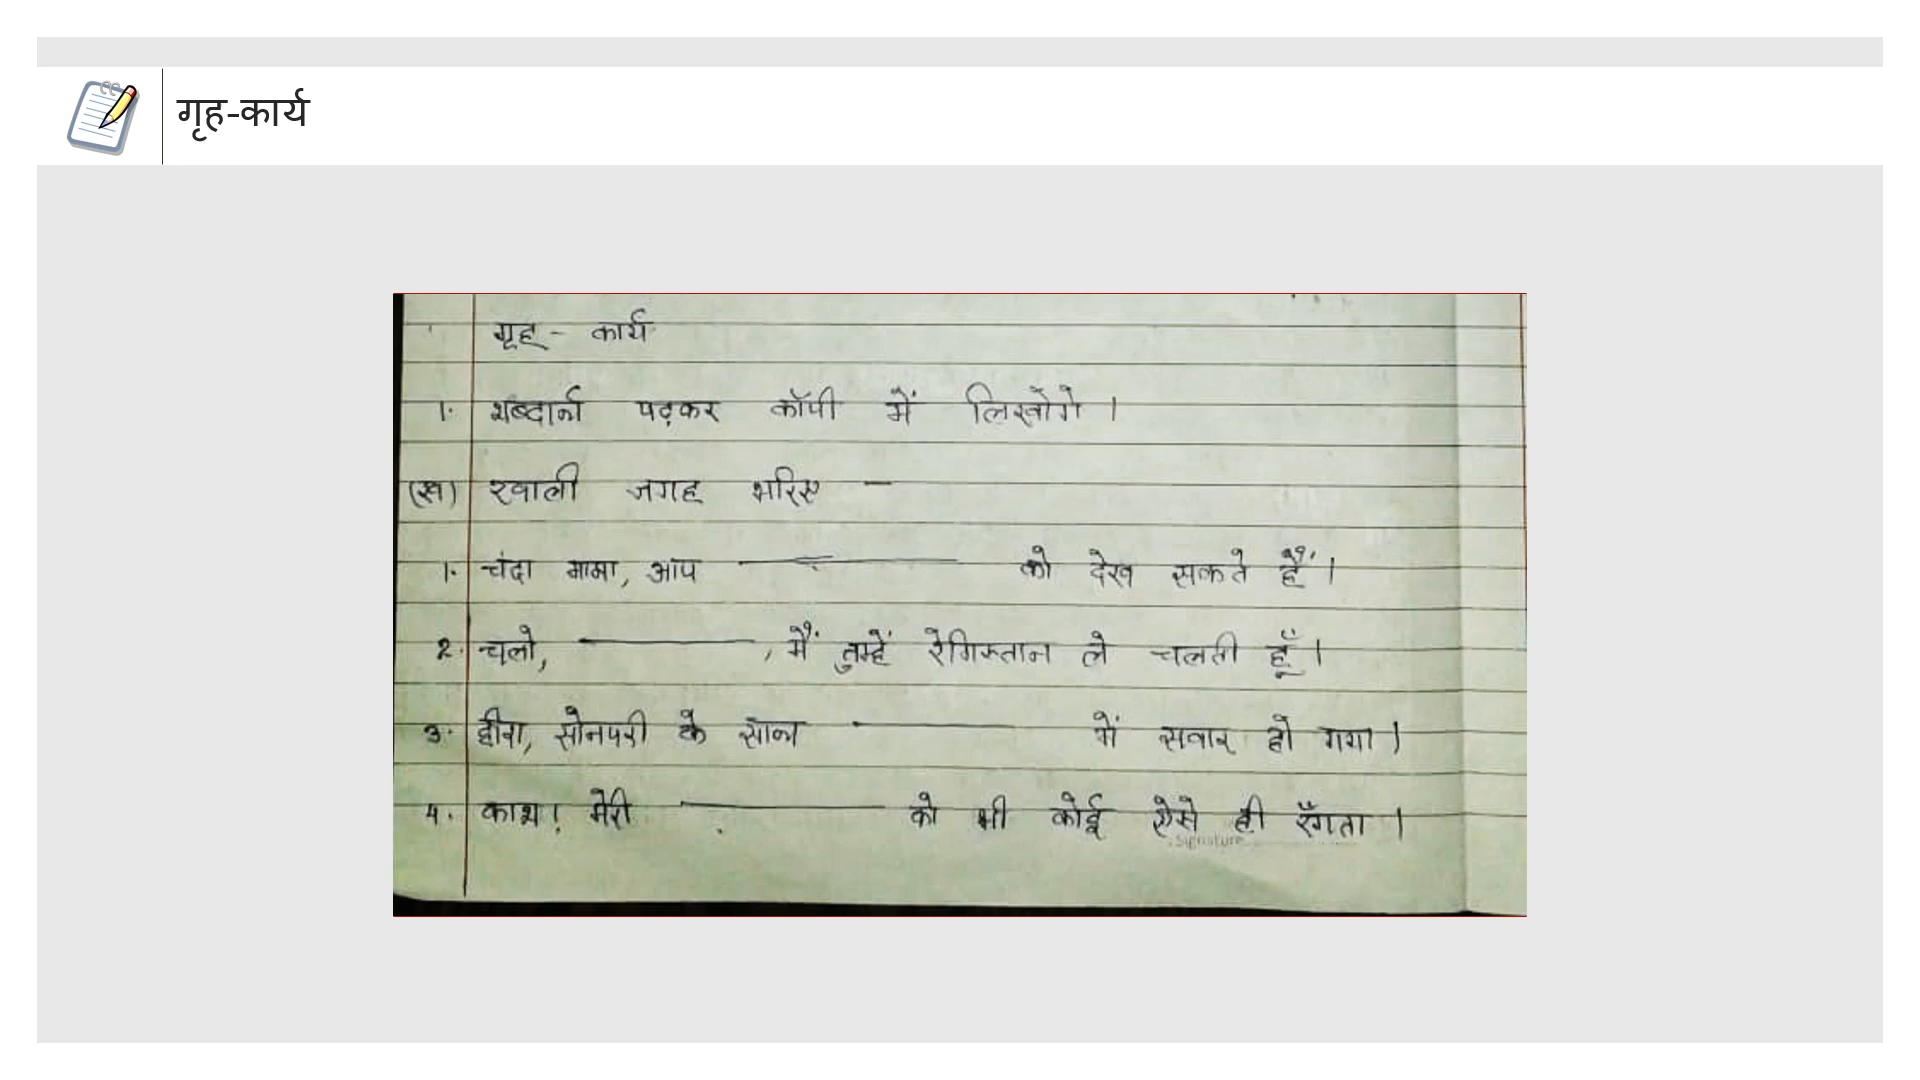 गृह-कार्य
गृह - कार्य
1. शब्दार्थ पढ़कर कॉपी में लिखेंगे ।
(ख) खाली जगह भरिए —
1. चंदा मामा, आप ———— को देख सकते हैं ।
2. चलो, ————, मैं तुम्हें रेगिस्तान ले चलती हूँ ।
3. हीरा, सोनपरी के साथ ———— में सवार हो गया ।
4. काश! मेरी ———— को भी कोई ऐसे ही रँगता ।
Signature